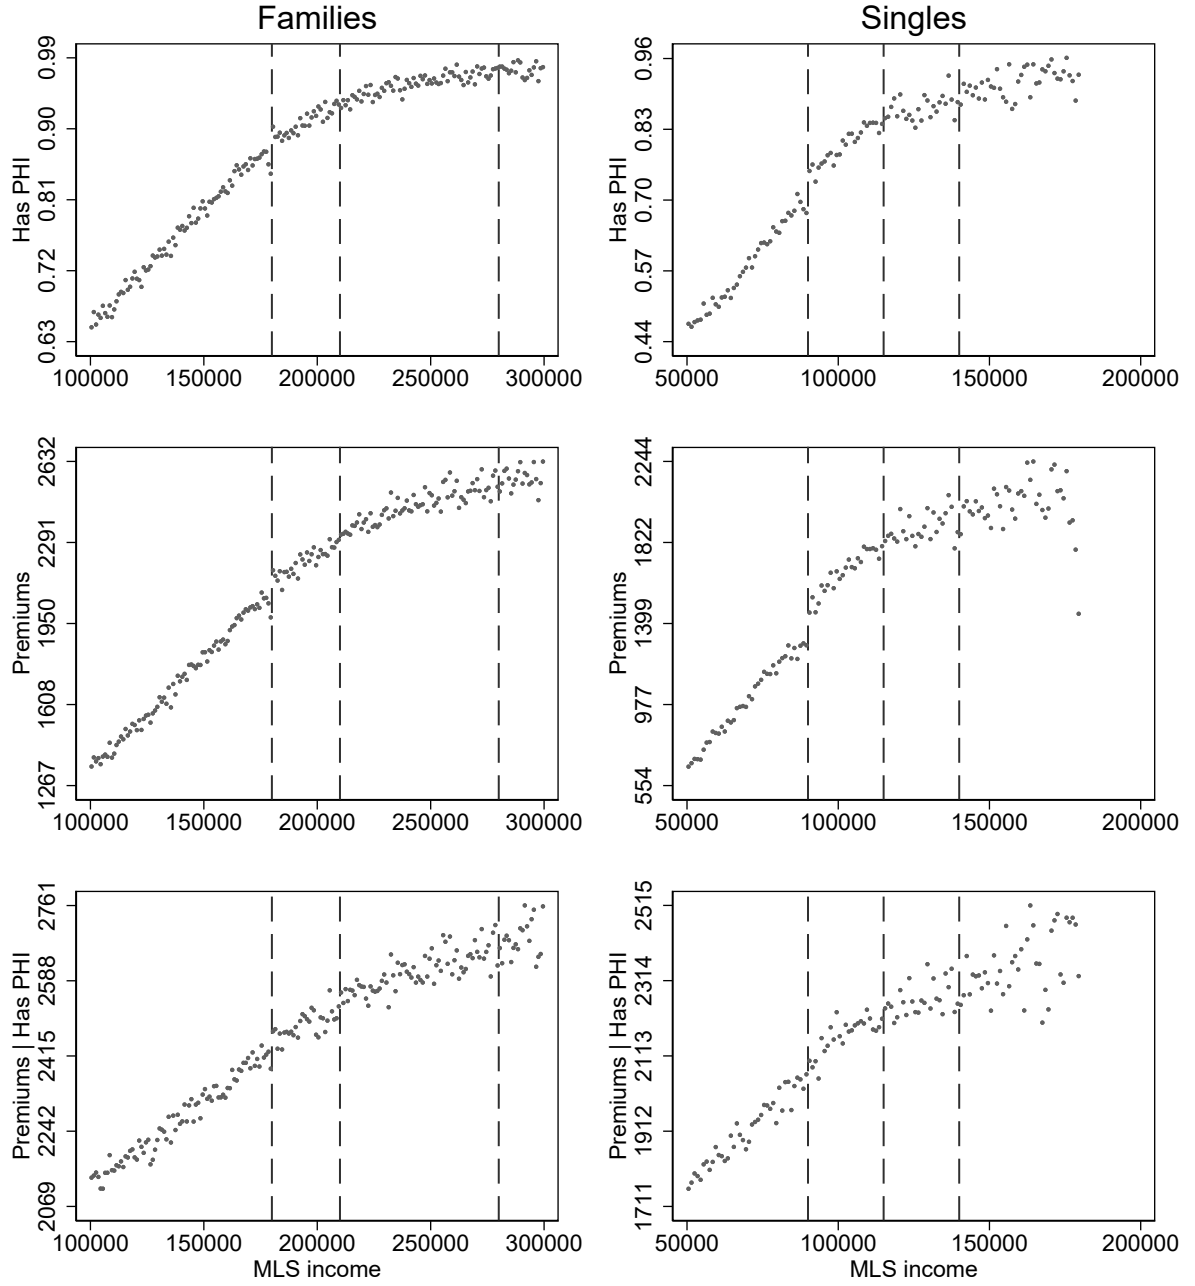 Families
Singles
Has PHI
0.99
0.90
0.81
0.72
0.63
100000 150000 200000 250000 300000
Has PHI
0.96
0.83
0.70
0.57
0.44
50000 100000 150000 200000
Premiums
2632
2291
1950
1608
1267
100000 150000 200000 250000 300000
Premiums
2244
1822
1399
977
554
50000 100000 150000 200000
Premiums | Has PHI
2761
2588
2415
2242
2069
100000 150000 200000 250000 300000
MLS income
Premiums | Has PHI
2515
2314
2113
1912
1711
50000 100000 150000 200000
MLS income